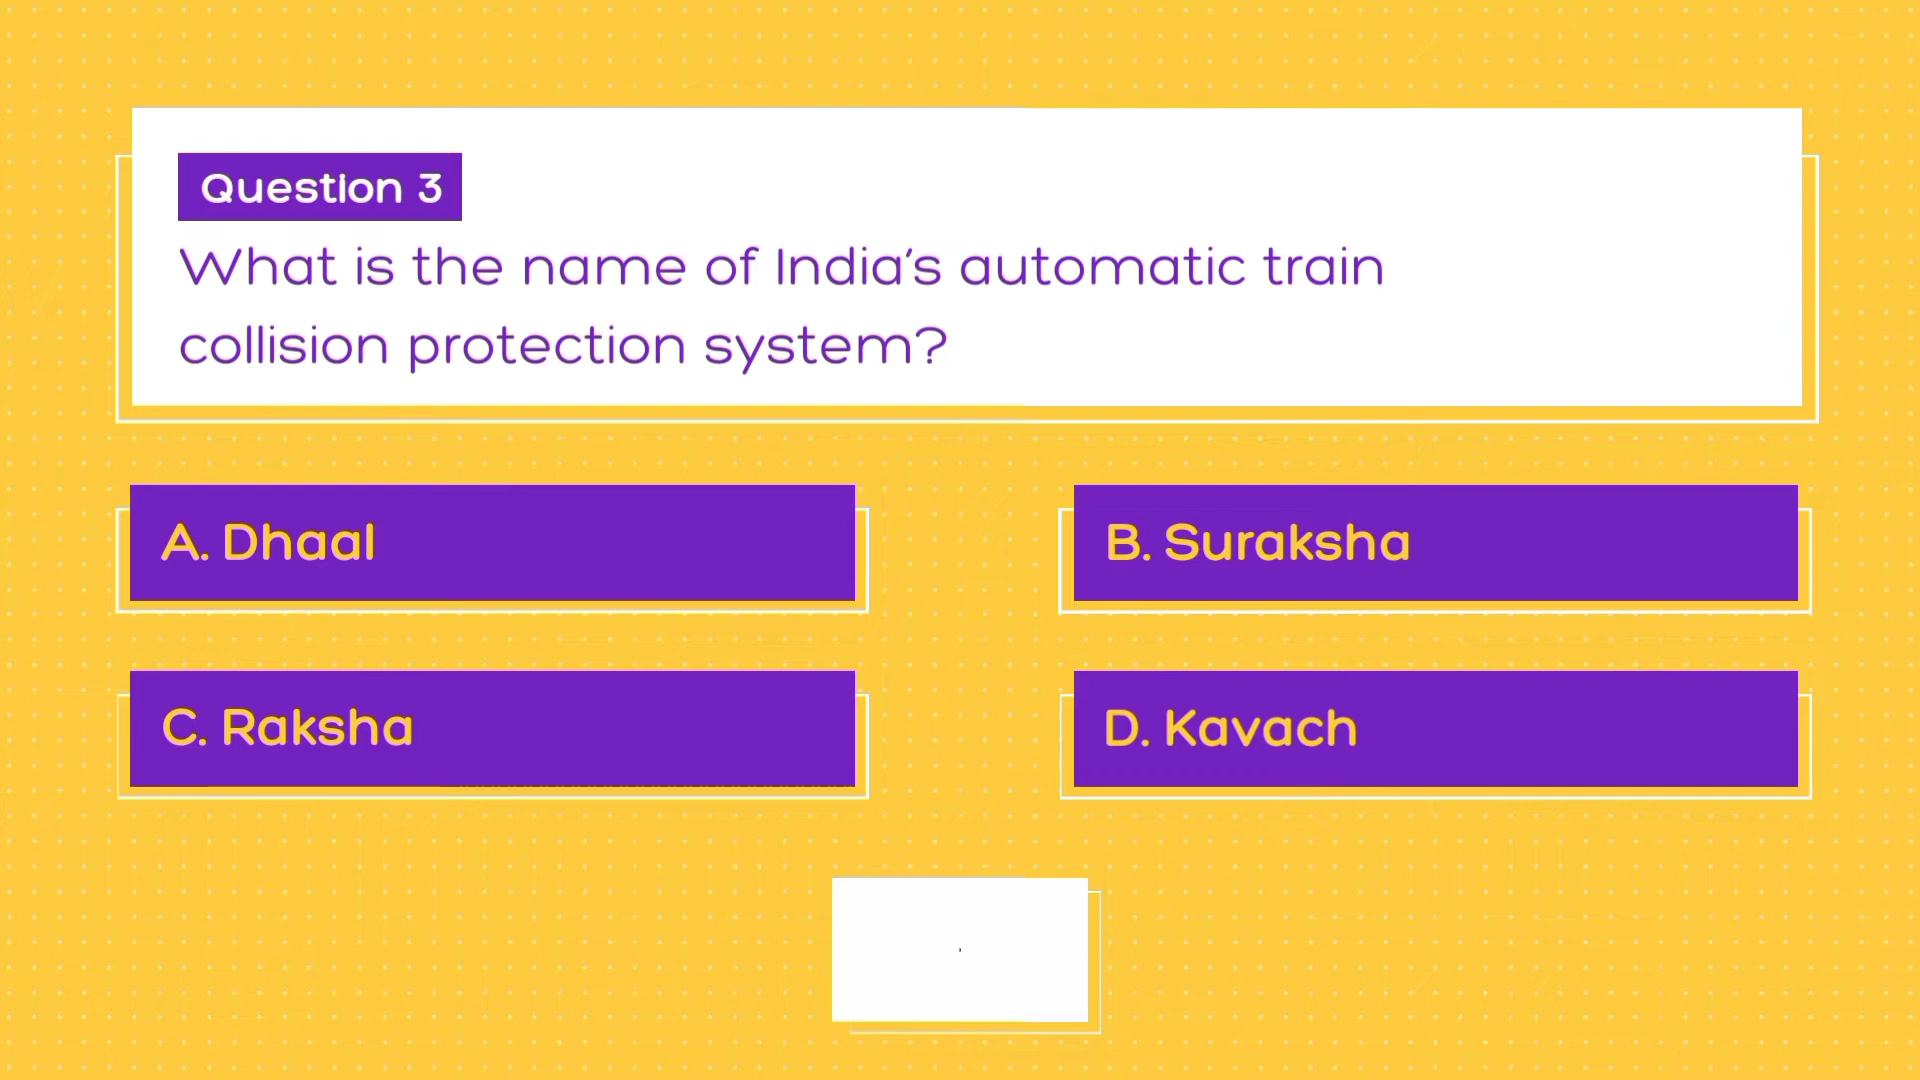 Question 3
What is the name of India's automatic train
collision protection system?
A. Dhaal
B. Suraksha
C. Raksha
D. Kavach